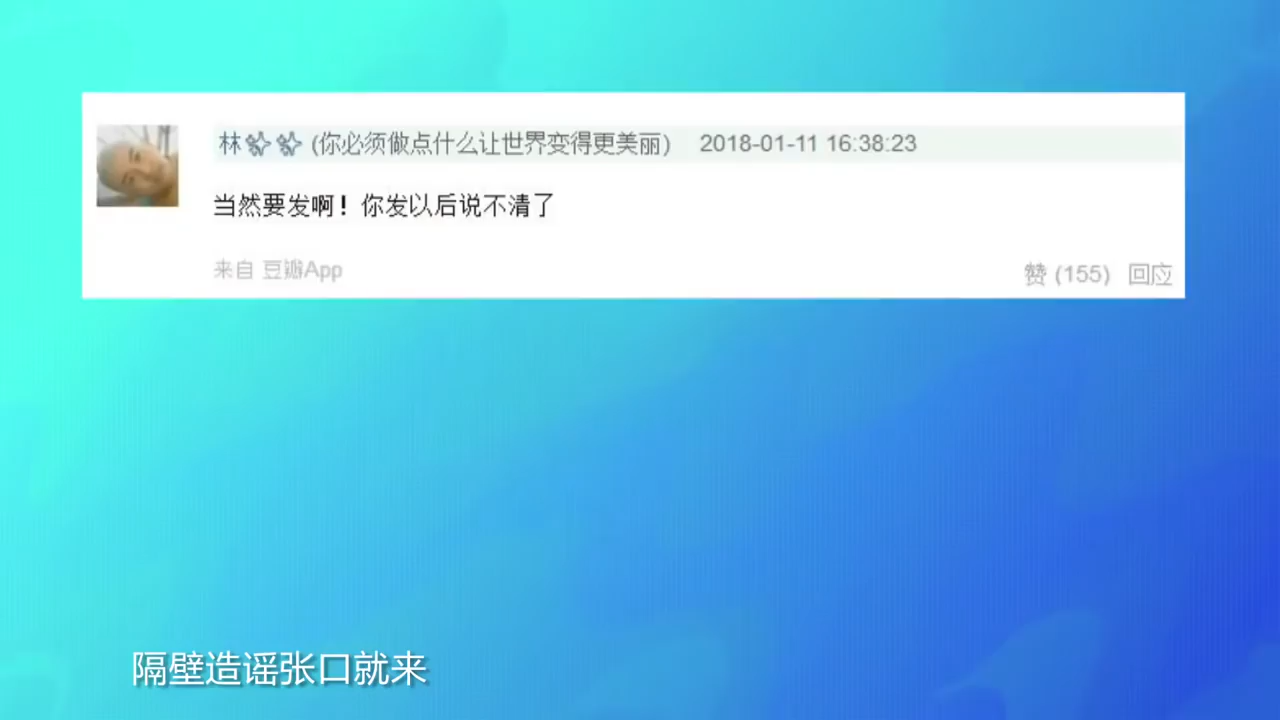 林 (你必须做点什么让世界变得更美丽) 2018-01-11 16:38:23
当然要发啊！你发以后说不清了
来自 豆瓣App
赞 (155) 回应
隔壁造谣张口就来